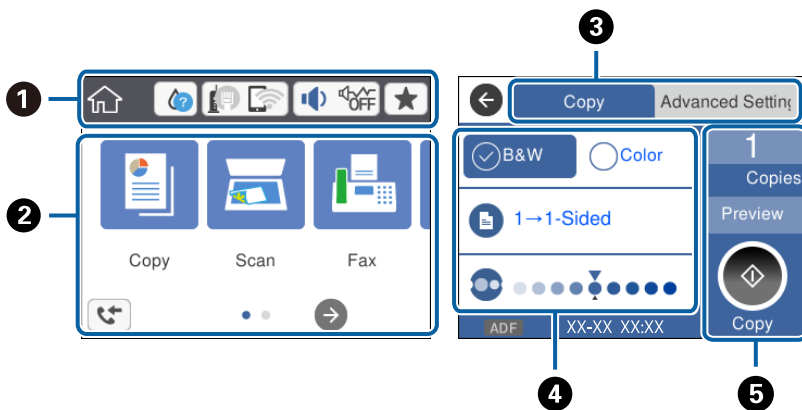 3
1
OFF
Copy
Advanced Setting
B&W
Color
1
Copies
2
1→1-Sided
Preview
Copy
Scan
Fax
ADF
XX-XX XX:XX
Copy
4
5